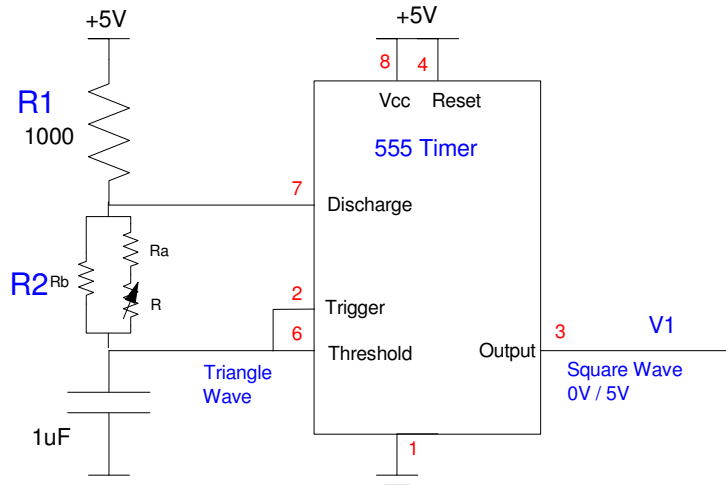 +5V
+5V
8
4
R1
1000
Vcc
Reset
555 Timer
7
Discharge
Ra
R2
Rb
R
2
Trigger
6
Threshold
Output
3
V1
Triangle
Wave
Square Wave
0V / 5V
1uF
1